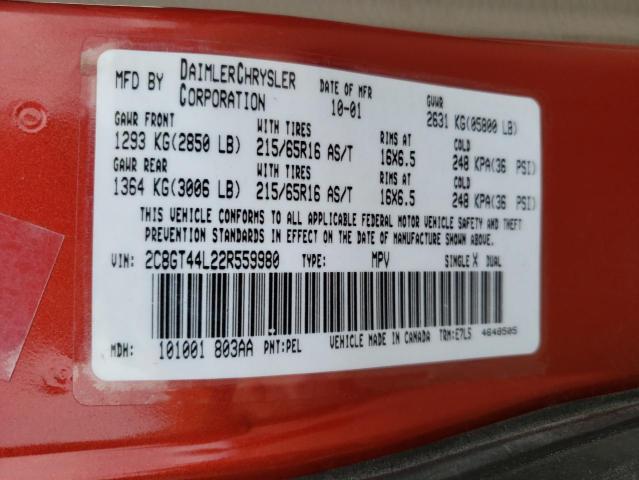 MFD BY DAIMLERCHRYSLER CORPORATION DATE OF MFR 10-01 GVWR 2631 KG(05800 LB)
GAWR FRONT WITH TIRES RIMS AT COLD
1293 KG(2850 LB) 215/65R16 AS/T 16X6.5 248 KPA(36 PSI)
GAWR REAR WITH TIRES RIMS AT COLD
1364 KG(3006 LB) 215/65R16 AS/T 16X6.5 248 KPA(36 PSI)
THIS VEHICLE CONFORMS TO ALL APPLICABLE FEDERAL MOTOR VEHICLE SAFETY AND THEFT
PREVENTION STANDARDS IN EFFECT ON THE DATE OF MANUFACTURE SHOWN ABOVE.
VIN: 2C8GT44L22R559980 TYPE: MPV SINGLE X DUAL
MDH: 101001 803AA PNT:PEL VEHICLE MADE IN CANADA TRM:E7LS 4648505